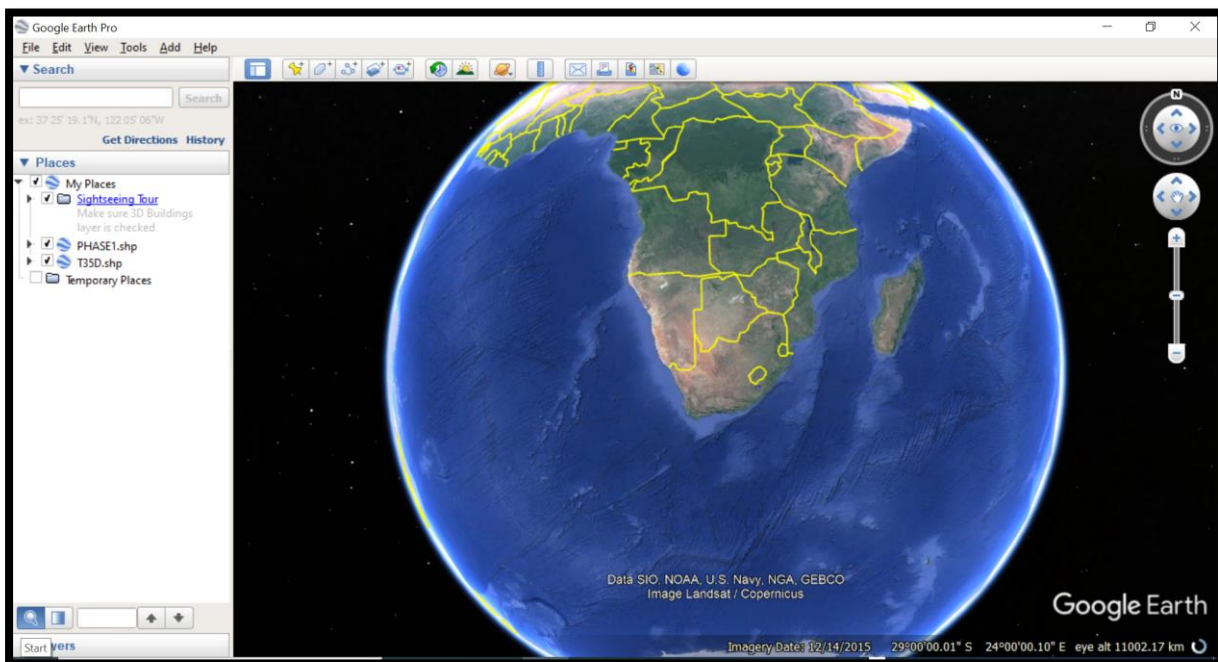 Google Earth Pro
File Edit View Tools Add Help
Search
Search
ex: 37 25' 19.1"N, 122 05' 06"W
Get Directions History
Places
My Places
Sightseeing Tour
Make sure 3D Buildings
layer is checked
PHASE1.shp
T35D.shp
Temporary Places
Start vers
N
Data SIO, NOAA, U.S. Navy, NGA, GEBCO
Image Landsat / Copernicus
Google Earth
Imagery Date: 12/14/2015 29°00'00.01" S 24°00'00.10" E eye alt 11002.17 km